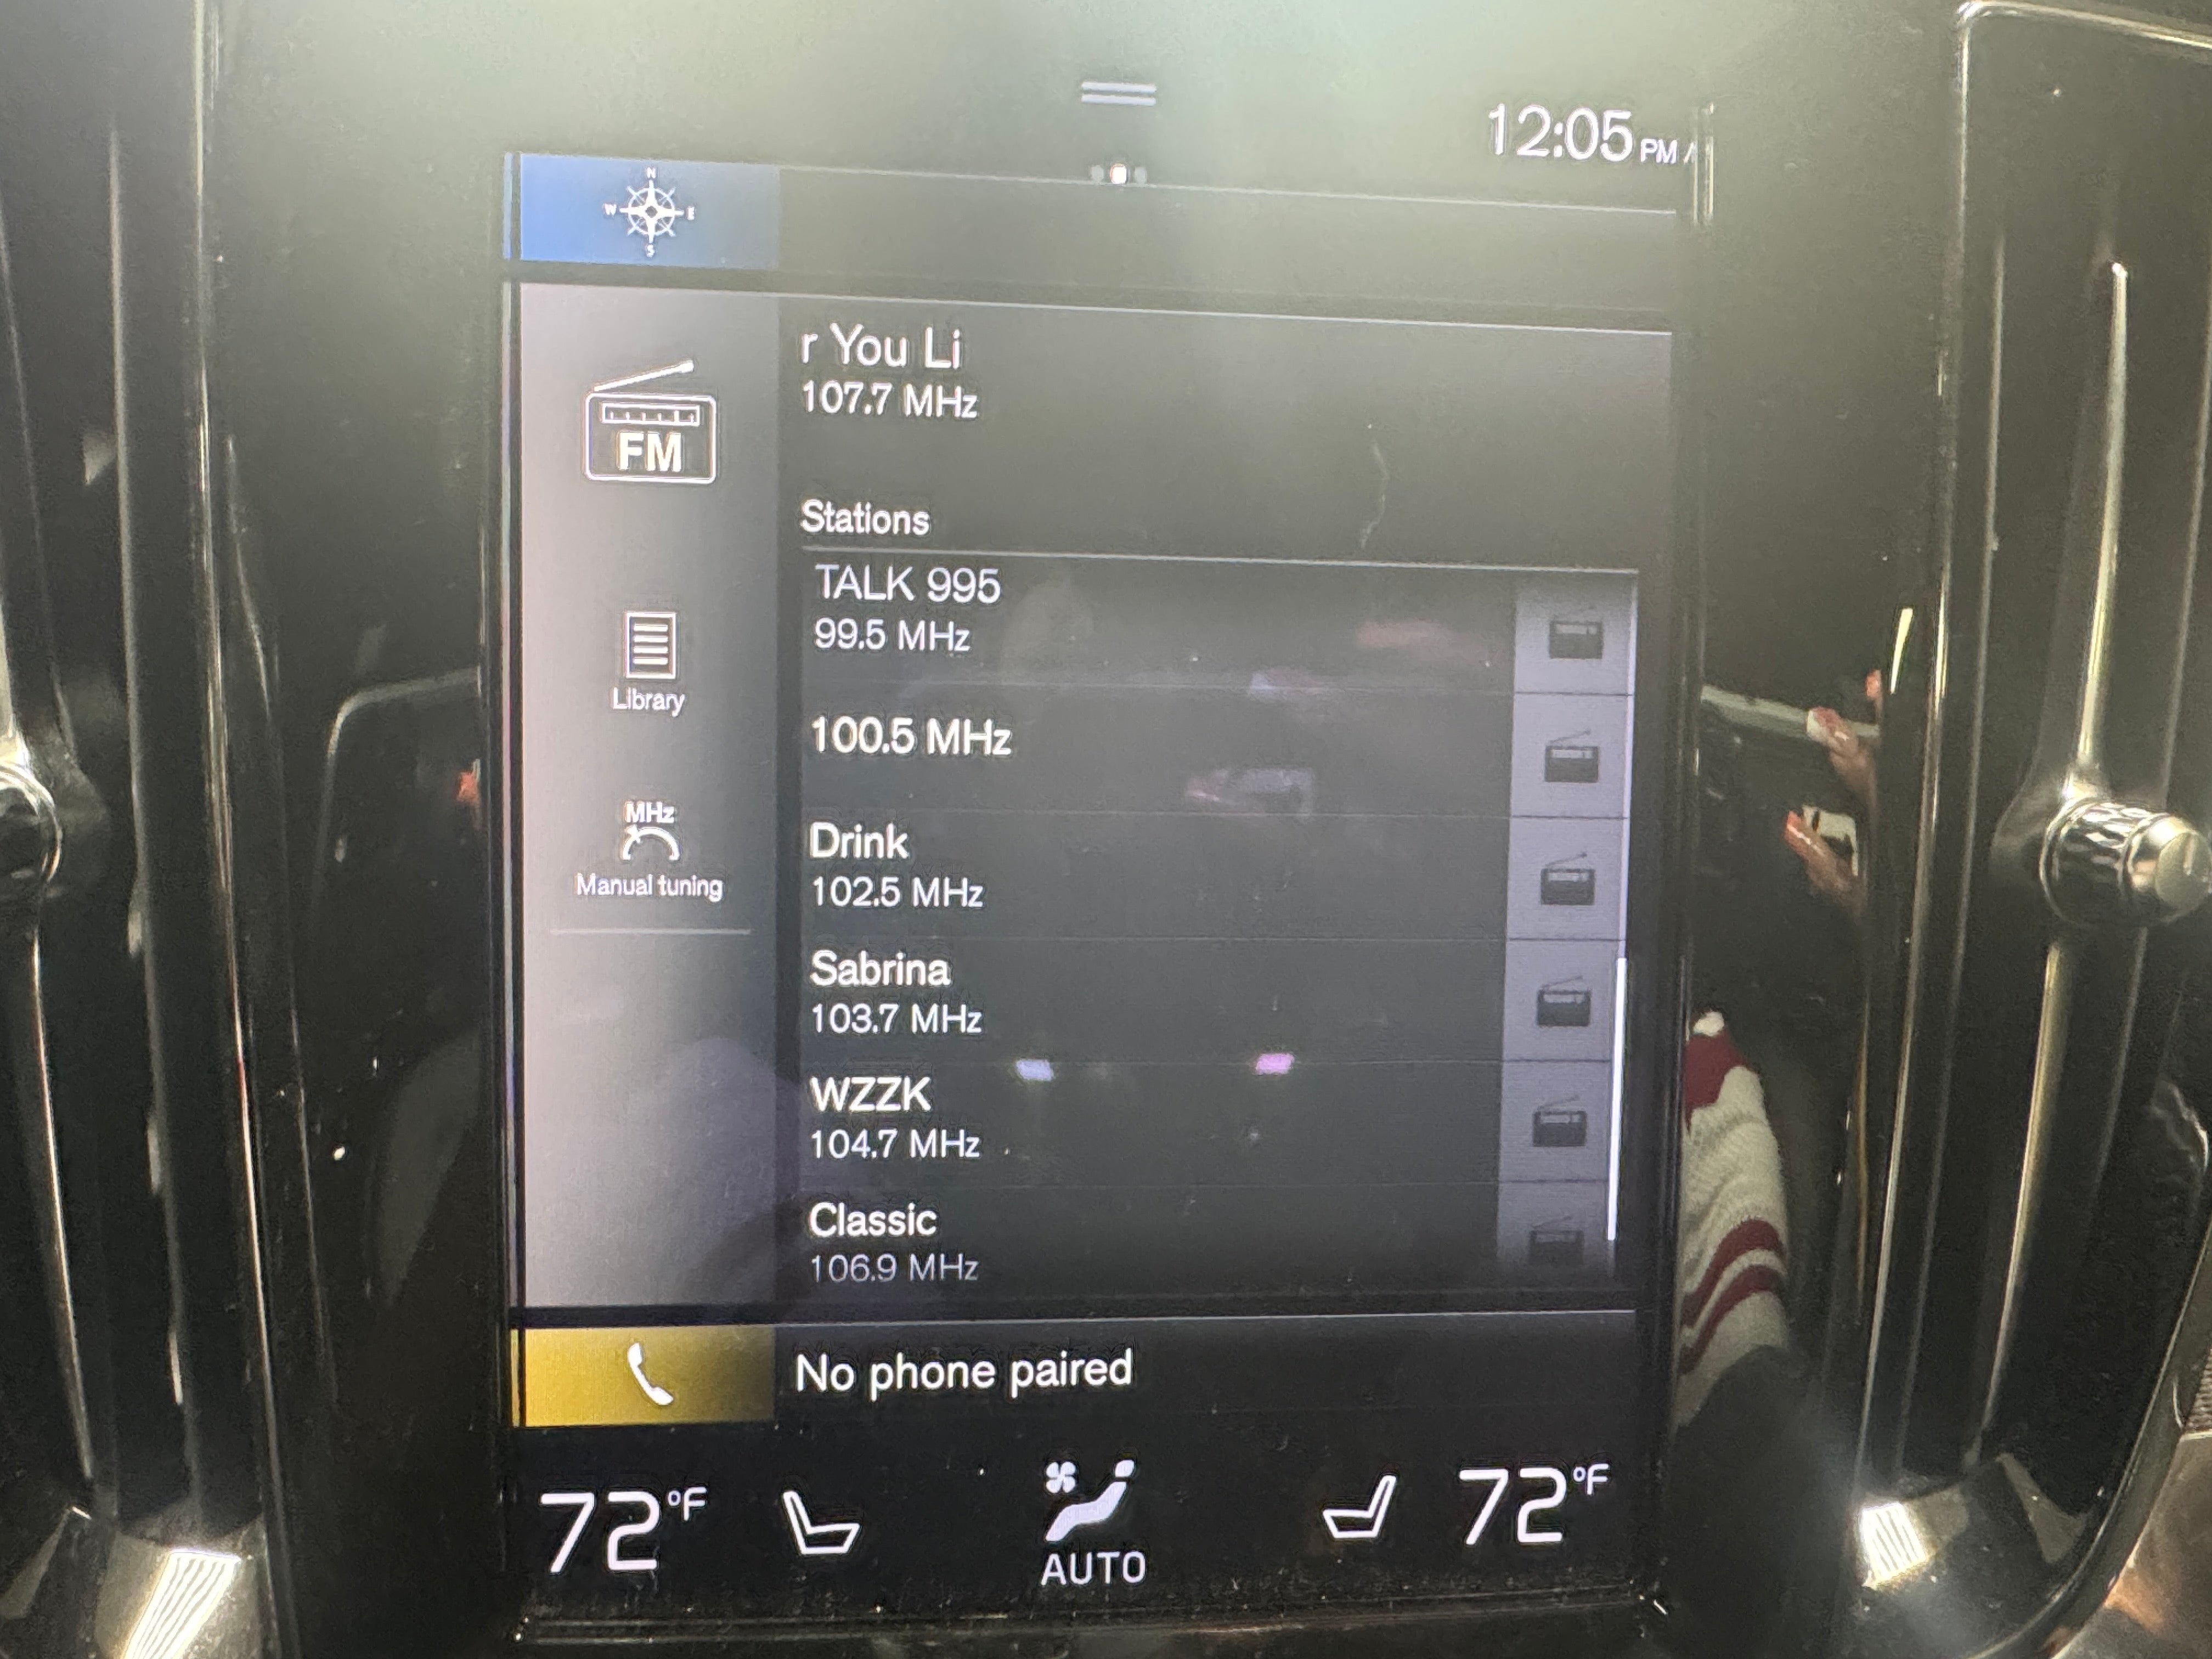 12:05 PM
N
W E
S
r You Li
107.7 MHz
FM
Stations
TALK 995
99.5 MHz
Library
100.5 MHz
MHz
Manual tuning
Drink
102.5 MHz
Sabrina
103.7 MHz
WZZK
104.7 MHz
Classic
106.9 MHz
No phone paired
72°F
AUTO
72°F